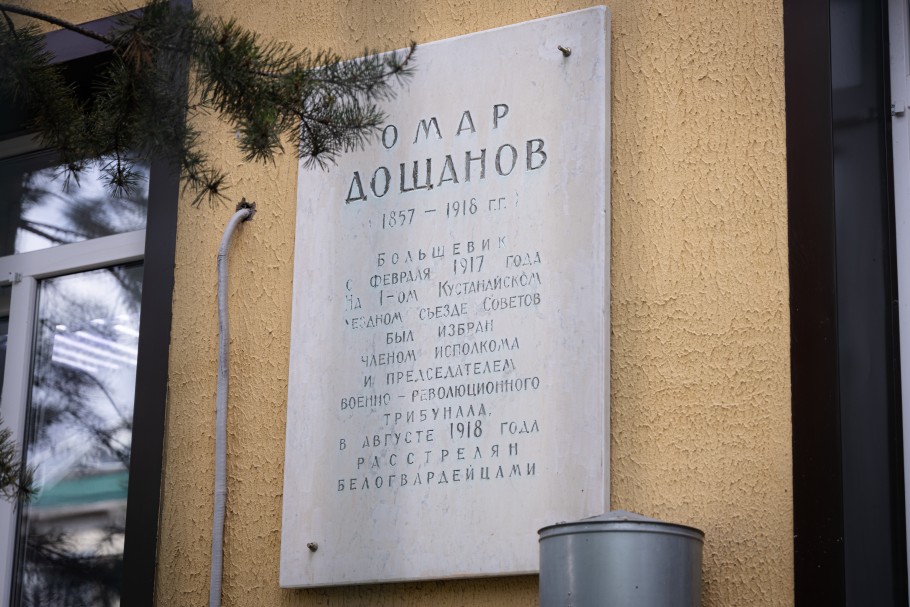 ОМАР
ДОЩАНОВ
(1857 – 1918 г.г.)
БОЛЬШЕВИК
С ФЕВРАЛЯ 1917 ГОДА
НА 1-ОМ КУСТАНАЙСКОМ
УЕЗДНОМ СЪЕЗДЕ СОВЕТОВ
БЫЛ ИЗБРАН
ЧЛЕНОМ ИСПОЛКОМА
И ПРЕДСЕДАТЕЛЕМ
ВОЕННО-РЕВОЛЮЦИОННОГО
ТРИБУНАЛА,
В АВГУСТЕ 1918 ГОДА
РАССТРЕЛЯН
БЕЛОГВАРДЕЙЦАМИ